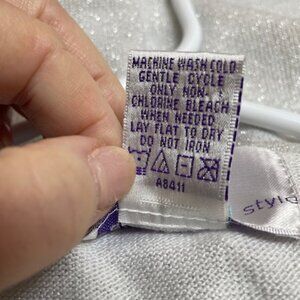 MACHINE WASH COLD
GENTLE CYCLE
ONLY NON-
CHLORINE BLEACH
WHEN NEEDED
LAY FLAT TO DRY
DO NOT IRON
A8411
style